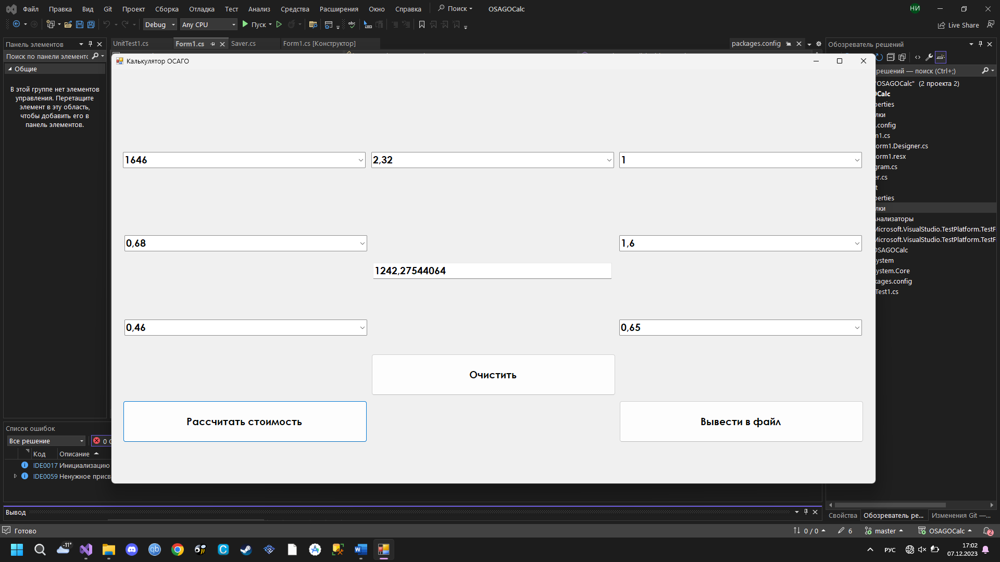 Файл Правка Вид Git Проект Сборка Отладка Тест Анализ Средства Расширения Окно Справка Поиск OSAGOCalc НИ
Debug Any CPU Пуск Live Share
Панель элементов
Поиск по панели элементо
Общие
В этой группе нет элементов
управления. Перетащите
элемент в эту область,
чтобы добавить его в
панель элементов.
UnitTest1.cs Form1.cs Saver.cs Form1.cs [Конструктор] packages.config
Калькулятор ОСАГО
1646 2,32 1
0,68 1,6
1242,27544064
0,46 0,65
Очистить
Рассчитать стоимость Вывести в файл
Обозреватель решений
решений — поиск (Ctrl+;)
"OSAGOCalc" (2 проекта 2)
OCalc
perties
лки
.config
m1.cs
orm1.Designer.cs
orm1.resx
gram.cs
er.cs
t
perties
лки
Анализаторы
Microsoft.VisualStudio.TestPlatform.TestF
Microsoft.VisualStudio.TestPlatform.TestF
OSAGOCalc
ystem
ystem.Core
kages.config
Test1.cs
Свойства Обозреватель ре... Изменения Git —...
Список ошибок
Все решение 0
Код Описание
IDE0017 Инициализацию
IDE0059 Ненужное присв
Вывод
Готово 0 / 0 6 master OSAGOCalc 2
-11° РУС 17:02
07.12.2023